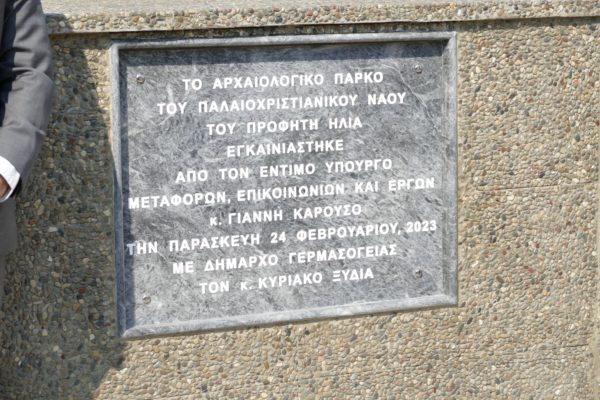 ΤΟ ΑΡΧΑΙΟΛΟΓΙΚΟ ΠΑΡΚΟ
ΤΟΥ ΠΑΛΑΙΟΧΡΙΣΤΙΑΝΙΚΟΥ ΝΑΟΥ
ΤΟΥ ΠΡΟΦΗΤΗ ΗΛΙΑ
ΕΓΚΑΙΝΙΑΣΤΗΚΕ
ΑΠΟ ΤΟΝ ΕΝΤΙΜΟ ΥΠΟΥΡΓΟ
ΜΕΤΑΦΟΡΩΝ, ΕΠΙΚΟΙΝΩΝΙΩΝ ΚΑΙ ΕΡΓΩΝ
κ. ΓΙΑΝΝΗ ΚΑΡΟΥΣΟ
ΤΗΝ ΠΑΡΑΣΚΕΥΗ 24 ΦΕΒΡΟΥΑΡΙΟΥ, 2023
ΜΕ ΔΗΜΑΡΧΟ ΓΕΡΜΑΣΟΓΕΙΑΣ
ΤΟΝ κ. ΚΥΡΙΑΚΟ ΞΥΔΙΑ